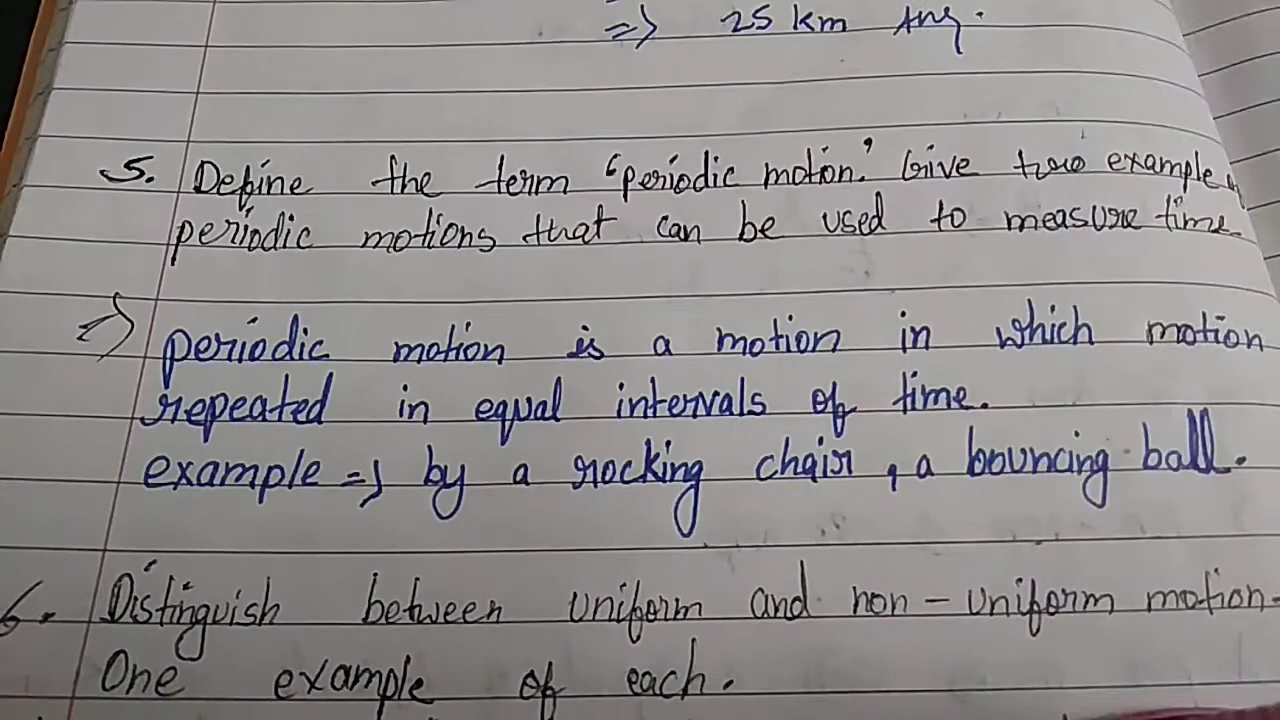 => 25 km Ans.
5. Define the term 'periodic motion.' Give two example
periodic motions that can be used to measure time.
=> periodic motion is a motion in which motion
repeated in equal intervals of time.
example => by a rocking chair, a bouncing ball.
6. Distinguish between uniform and non-uniform motion.
One example of each.